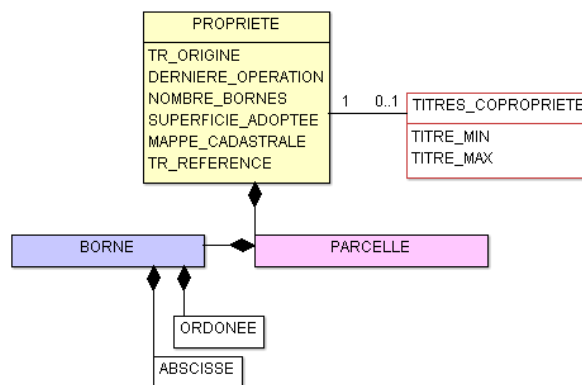 PROPRIETE
TR_ORIGINE
DERNIERE_OPERATION
NOMBRE_BORNES
SUPERFICIE_ADOPTEE
MAPPE_CADASTRALE
TR_REFERENCE
1 0..1
TITRES_COPROPRIETE
TITRE_MIN
TITRE_MAX
BORNE
PARCELLE
ORDONEE
ABSCISSE